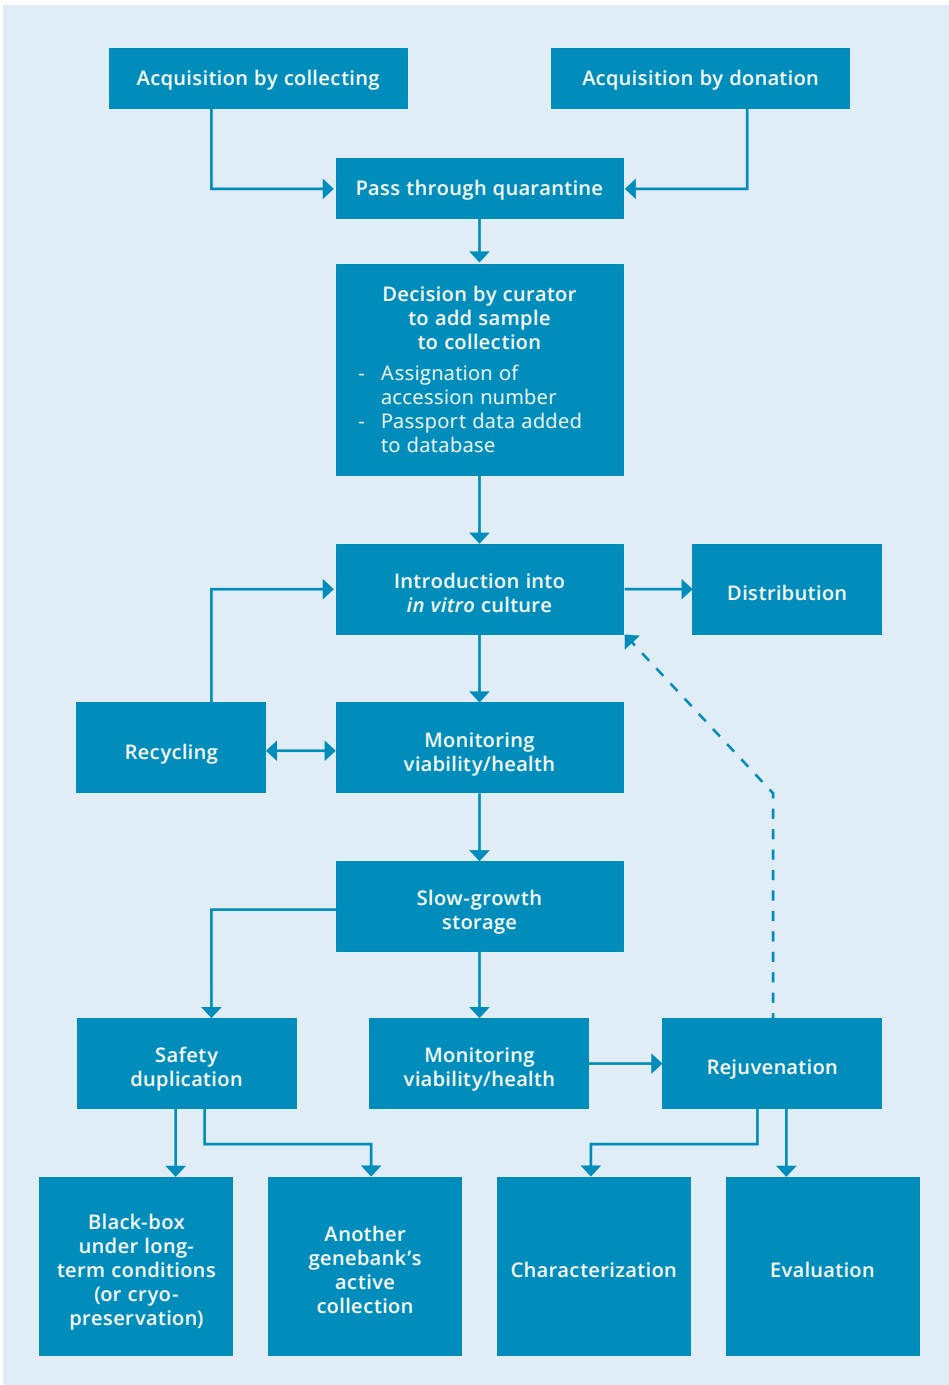 Acquisition by collecting
Acquisition by donation
Pass through quarantine
Decision by curator
to add sample
to collection
- Assignation of
accession number
- Passport data added
to database
Introduction into
in vitro culture
Distribution
Recycling
Monitoring
viability/health
Slow-growth
storage
Safety
duplication
Monitoring
viability/health
Rejuvenation
Black-box
under long-
term conditions
(or cryo-
preservation)
Another
genebank's
active
collection
Characterization
Evaluation